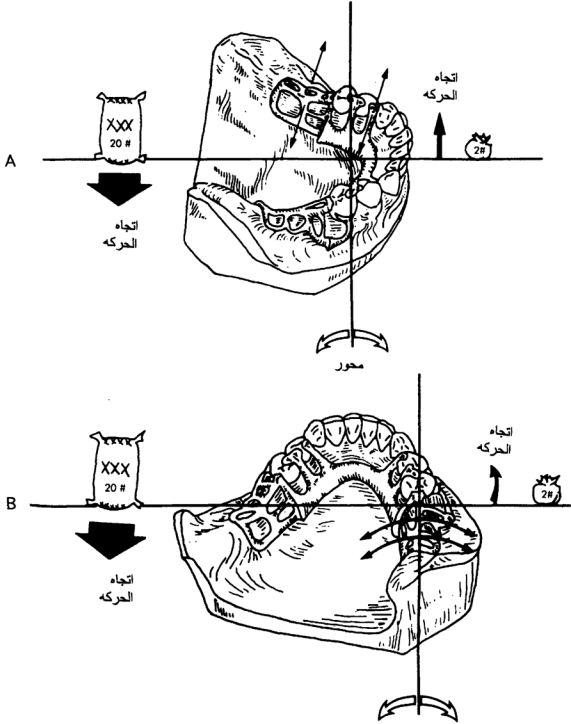 اتجاه
الحركه
XXX
20 #
2#
A
اتجاه
الحركه
محور
اتجاه
الحركه
XXX
20 #
2#
B
اتجاه
الحركه